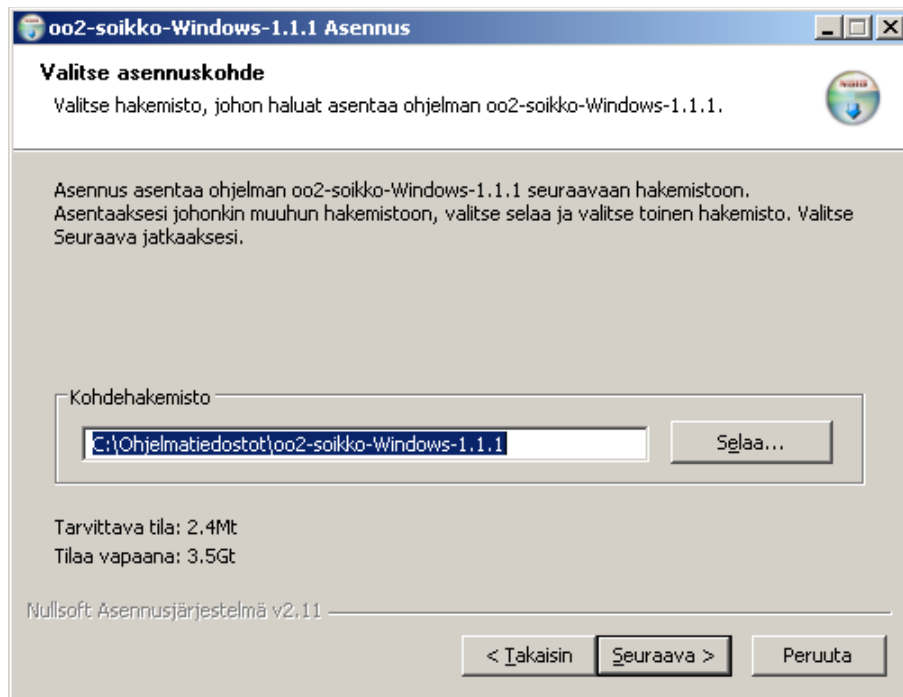 oo2-soikko-Windows-1.1.1 Asennus
Valitse asennuskohde
Valitse hakemisto, johon haluat asentaa ohjelman oo2-soikko-Windows-1.1.1.
Asennus asentaa ohjelman oo2-soikko-Windows-1.1.1 seuraavaan hakemistoon.
Asentaaksesi johonkin muuhun hakemistoon, valitse selaa ja valitse toinen hakemisto. Valitse
Seuraava jatkaaksesi.
Kohdehakemisto
C:\Ohjelmatiedostot\oo2-soikko-Windows-1.1.1
Selaa...
Tarvittava tila: 2.4Mt
Tilaa vapaana: 3.5Gt
Nullsoft Asennusjärjestelmä v2.11
< Takaisin
Seuraava >
Peruuta